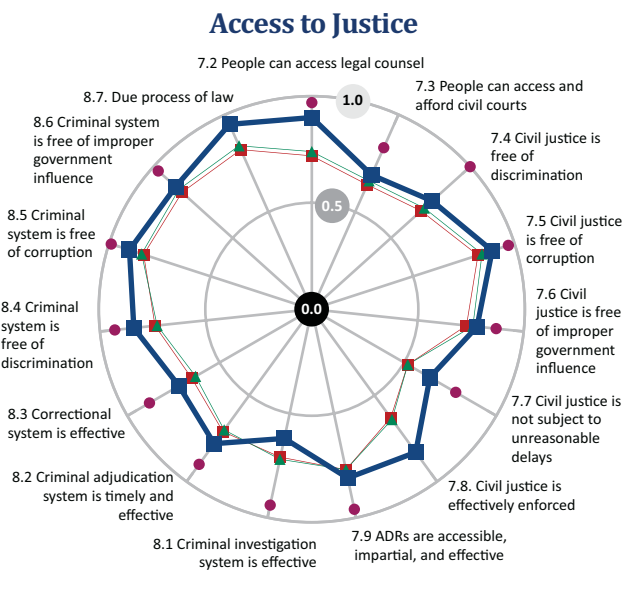 Access to Justice
7.2 People can access legal counsel
1.0
7.3 People can access and
afford civil courts
7.4 Civil justice is
free of
discrimination
7.5 Civil justice
is free of
corruption
7.6 Civil
justice is free
of improper
government
influence
7.7 Civil justice is
not subject to
unreasonable
delays
7.8. Civil justice is
effectively enforced
7.9 ADRs are accessible,
impartial, and effective
8.1 Criminal investigation
system is effective
8.2 Criminal adjudication
system is timely and
effective
8.3 Correctional
system is effective
8.4 Criminal
system is
free of
discrimination
8.5 Criminal
system is free
of corruption
8.6 Criminal system
is free of improper
government
influence
8.7. Due process of law
0.5
0.0